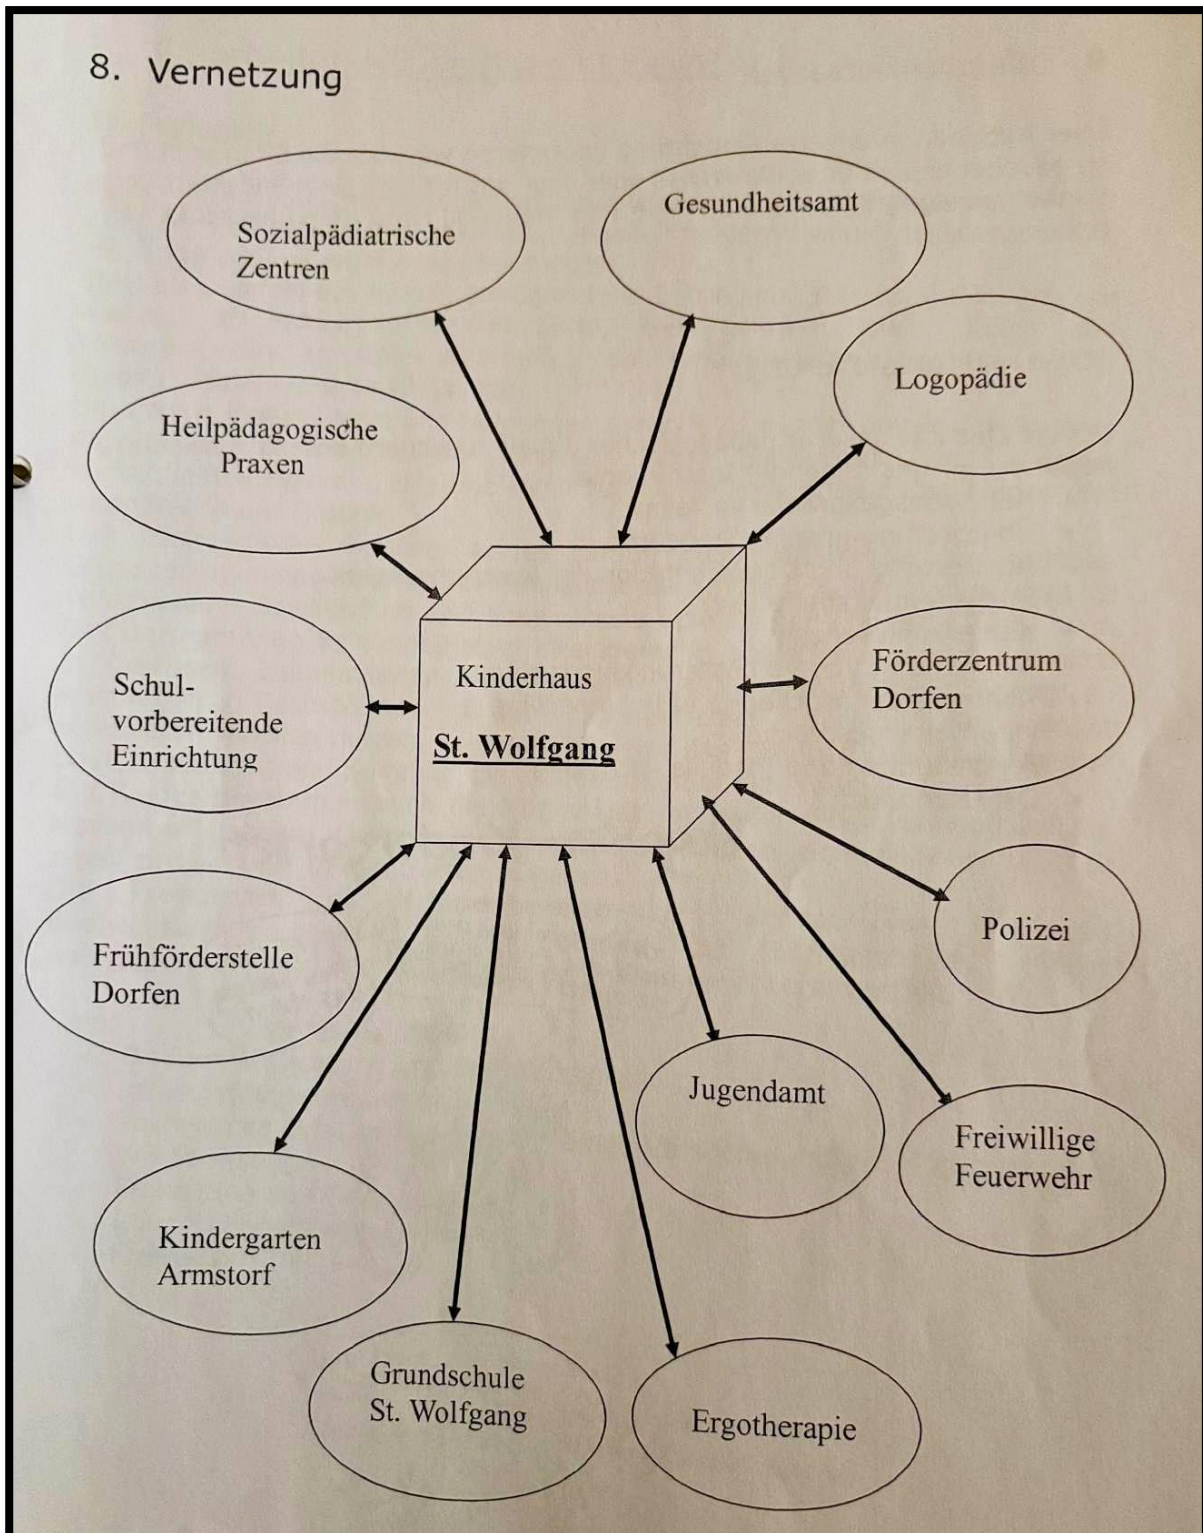 8. Vernetzung
Sozialpädiatrische
Zentren
Gesundheitsamt
Logopädie
Heilpädagogische
Praxen
Schul-
vorbereitende
Einrichtung
Kinderhaus
St. Wolfgang
Förderzentrum
Dorfen
Frühförderstelle
Dorfen
Polizei
Jugendamt
Freiwillige
Feuerwehr
Kindergarten
Armstorf
Grundschule
St. Wolfgang
Ergotherapie